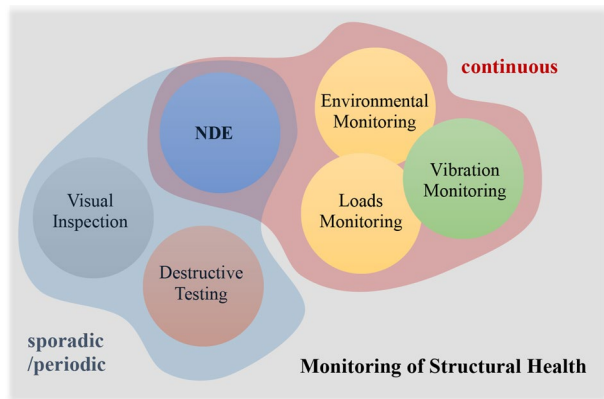 continuous
Environmental
Monitoring
NDE
Vibration
Monitoring
Visual
Inspection
Loads
Monitoring
Destructive
Testing
sporadic
/periodic
Monitoring of Structural Health